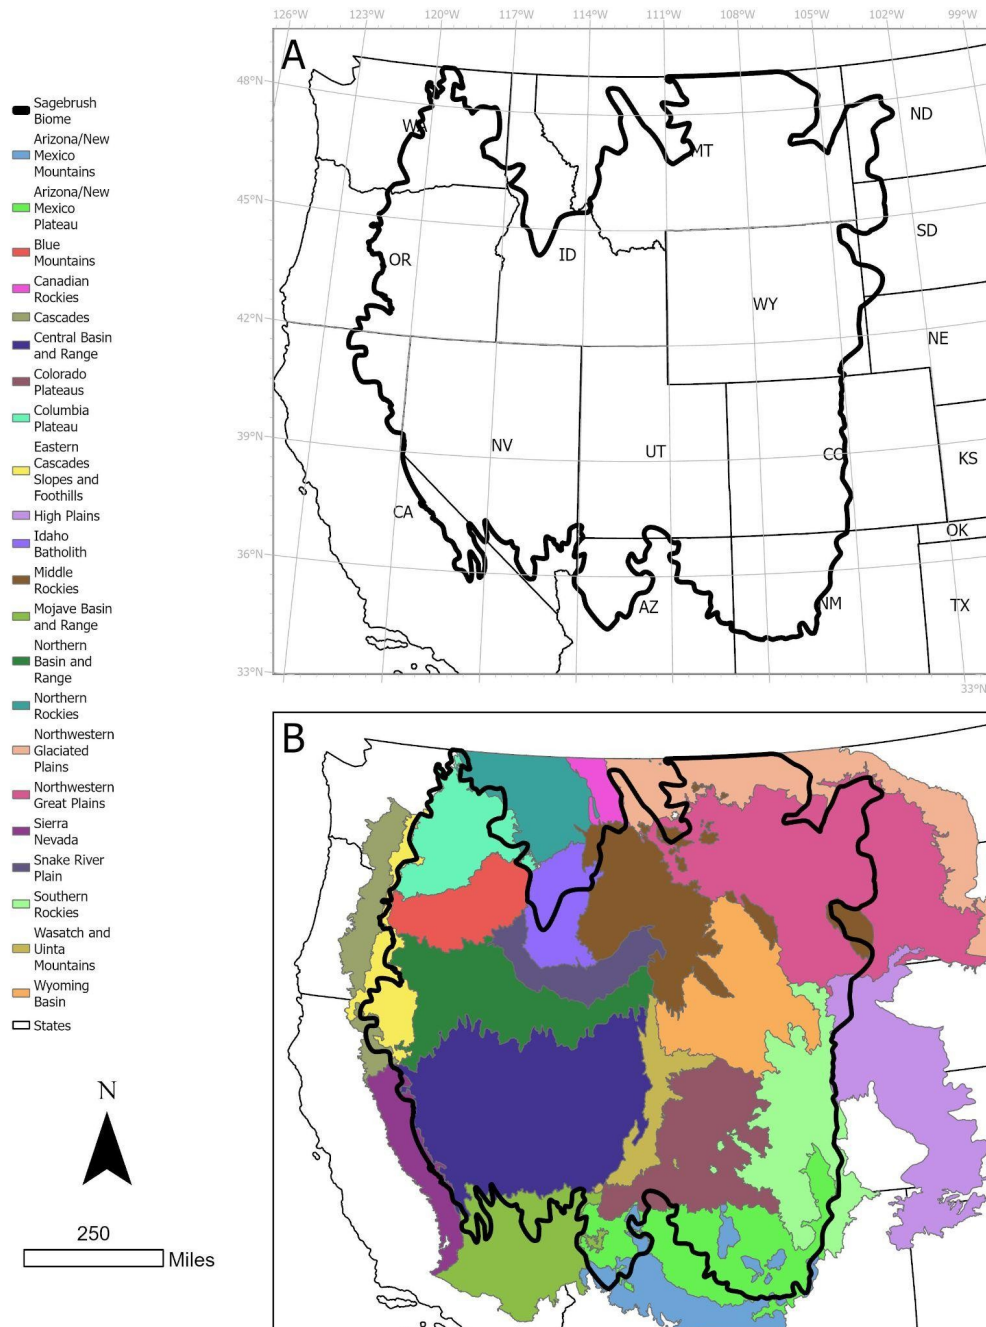 126°W 123°W 120°W 117°W 114°W 111°W 108°W 105°W 102°W 99°W
A
48°N
45°N
42°N
39°N
36°N
33°N
33°N
WA
MT
ND
OR
ID
SD
WY
NE
NV
UT
CO
KS
CA
OK
AZ
NM
TX
Sagebrush
Biome
Arizona/New
Mexico
Mountains
Arizona/New
Mexico
Plateau
Blue
Mountains
Canadian
Rockies
Cascades
Central Basin
and Range
Colorado
Plateaus
Columbia
Plateau
Eastern
Cascades
Slopes and
Foothills
High Plains
Idaho
Batholith
Middle
Rockies
Mojave Basin
and Range
Northern
Basin and
Range
Northern
Rockies
Northwestern
Glaciated
Plains
Northwestern
Great Plains
Sierra
Nevada
Snake River
Plain
Southern
Rockies
Wasatch and
Uinta
Mountains
Wyoming
Basin
States
N
250
Miles
B